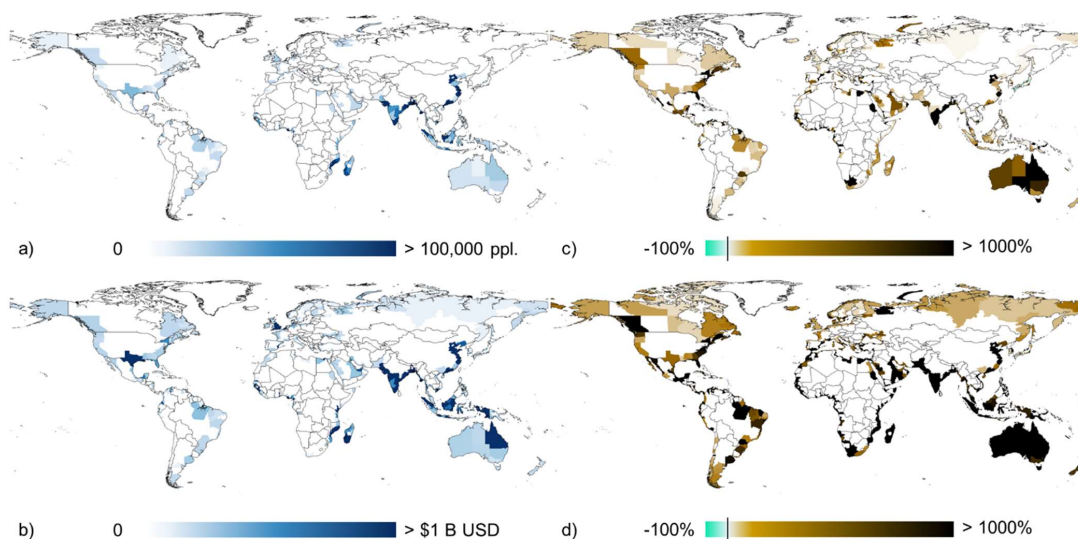 a) 0 > 100,000 ppl.
c) -100% > 1000%
b) 0 > $1 B USD
d) -100% > 1000%